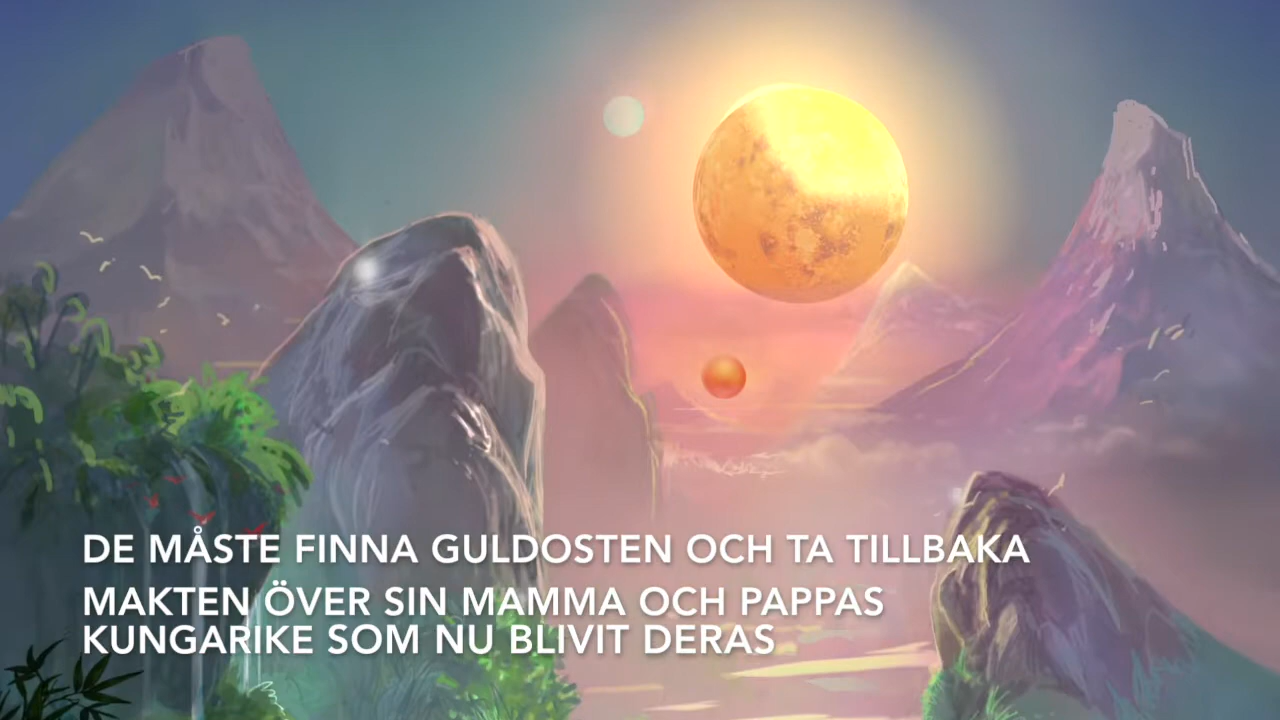 DE MÅSTE FINNA GULDOSTEN OCH TA TILLBAKA
MAKTEN ÖVER SIN MAMMA OCH PAPPAS
KUNGARIKE SOM NU BLIVIT DERAS